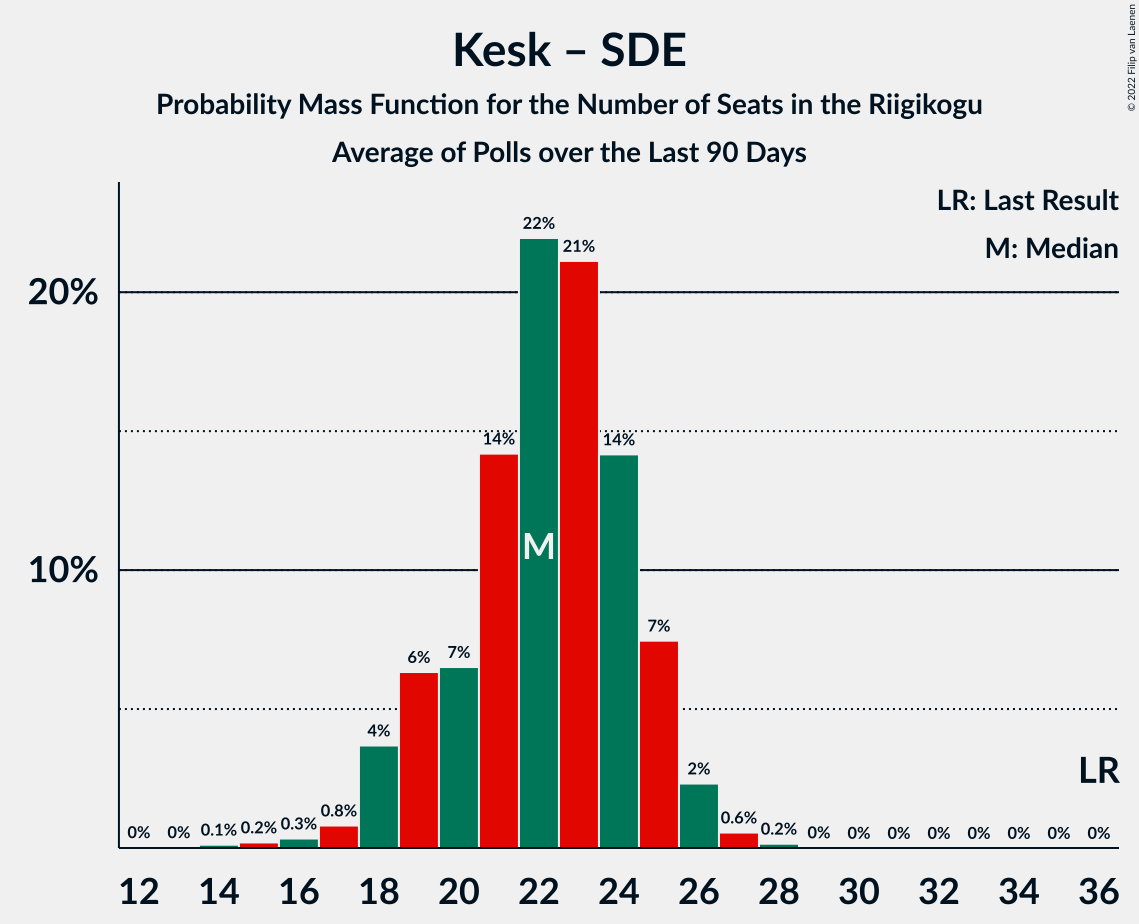 Kesk – SDE
Probability Mass Function for the Number of Seats in the Riigikogu
Average of Polls over the Last 90 Days
© 2022 Filip van Laenen
LR: Last Result
M: Median
20%
10%
0% 0% 0.1% 0.2% 0.3% 0.8% 4% 6% 7% 14% 22% 21% 14% 7% 2% 0.6% 0.2% 0% 0% 0% 0% 0% 0% 0% 0%
M
LR
12 14 16 18 20 22 24 26 28 30 32 34 36